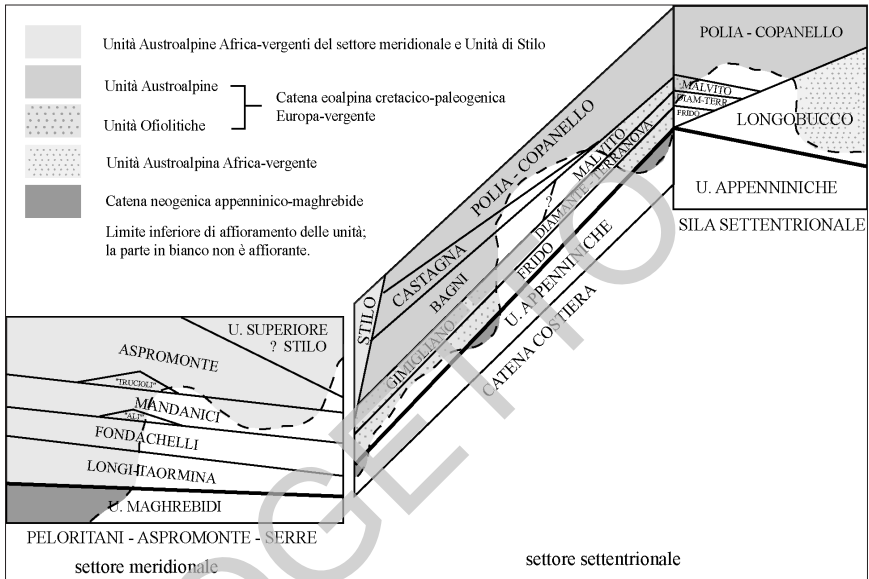 Unità Austroalpine Africa-vergenti del settore meridionale e Unità di Stilo
Unità Austroalpine
Unità Ofiolitiche
Catena eoalpina cretacico-paleogenica
Europa-vergente
Unità Austroalpina Africa-vergente
Catena neogenica appenninico-maghrebide
Limite inferiore di affioramento delle unità;
la parte in bianco non è affiorante.
POLIA - COPANELLO
MALVITO
DIAM-TERR.
FRIDO
LONGOBUCCO
U. APPENNINICHE
SILA SETTENTRIONALE
POLIA - COPANELLO
MALVITO
?
DIAMANTE - TERRANOVA
CASTAGNA
BAGNI
FRIDO
STILO
GIMIGLIANO
U. APPENNINICHE
CATENA COSTIERA
U. SUPERIORE
? STILO
ASPROMONTE
"TRUCIOLI"
MANDANICI
"ALI"
FONDACHELLI
LONGI-TAORMINA
U. MAGHREBIDI
PELORITANI - ASPROMONTE - SERRE
settore meridionale
settore settentrionale
OGETTO